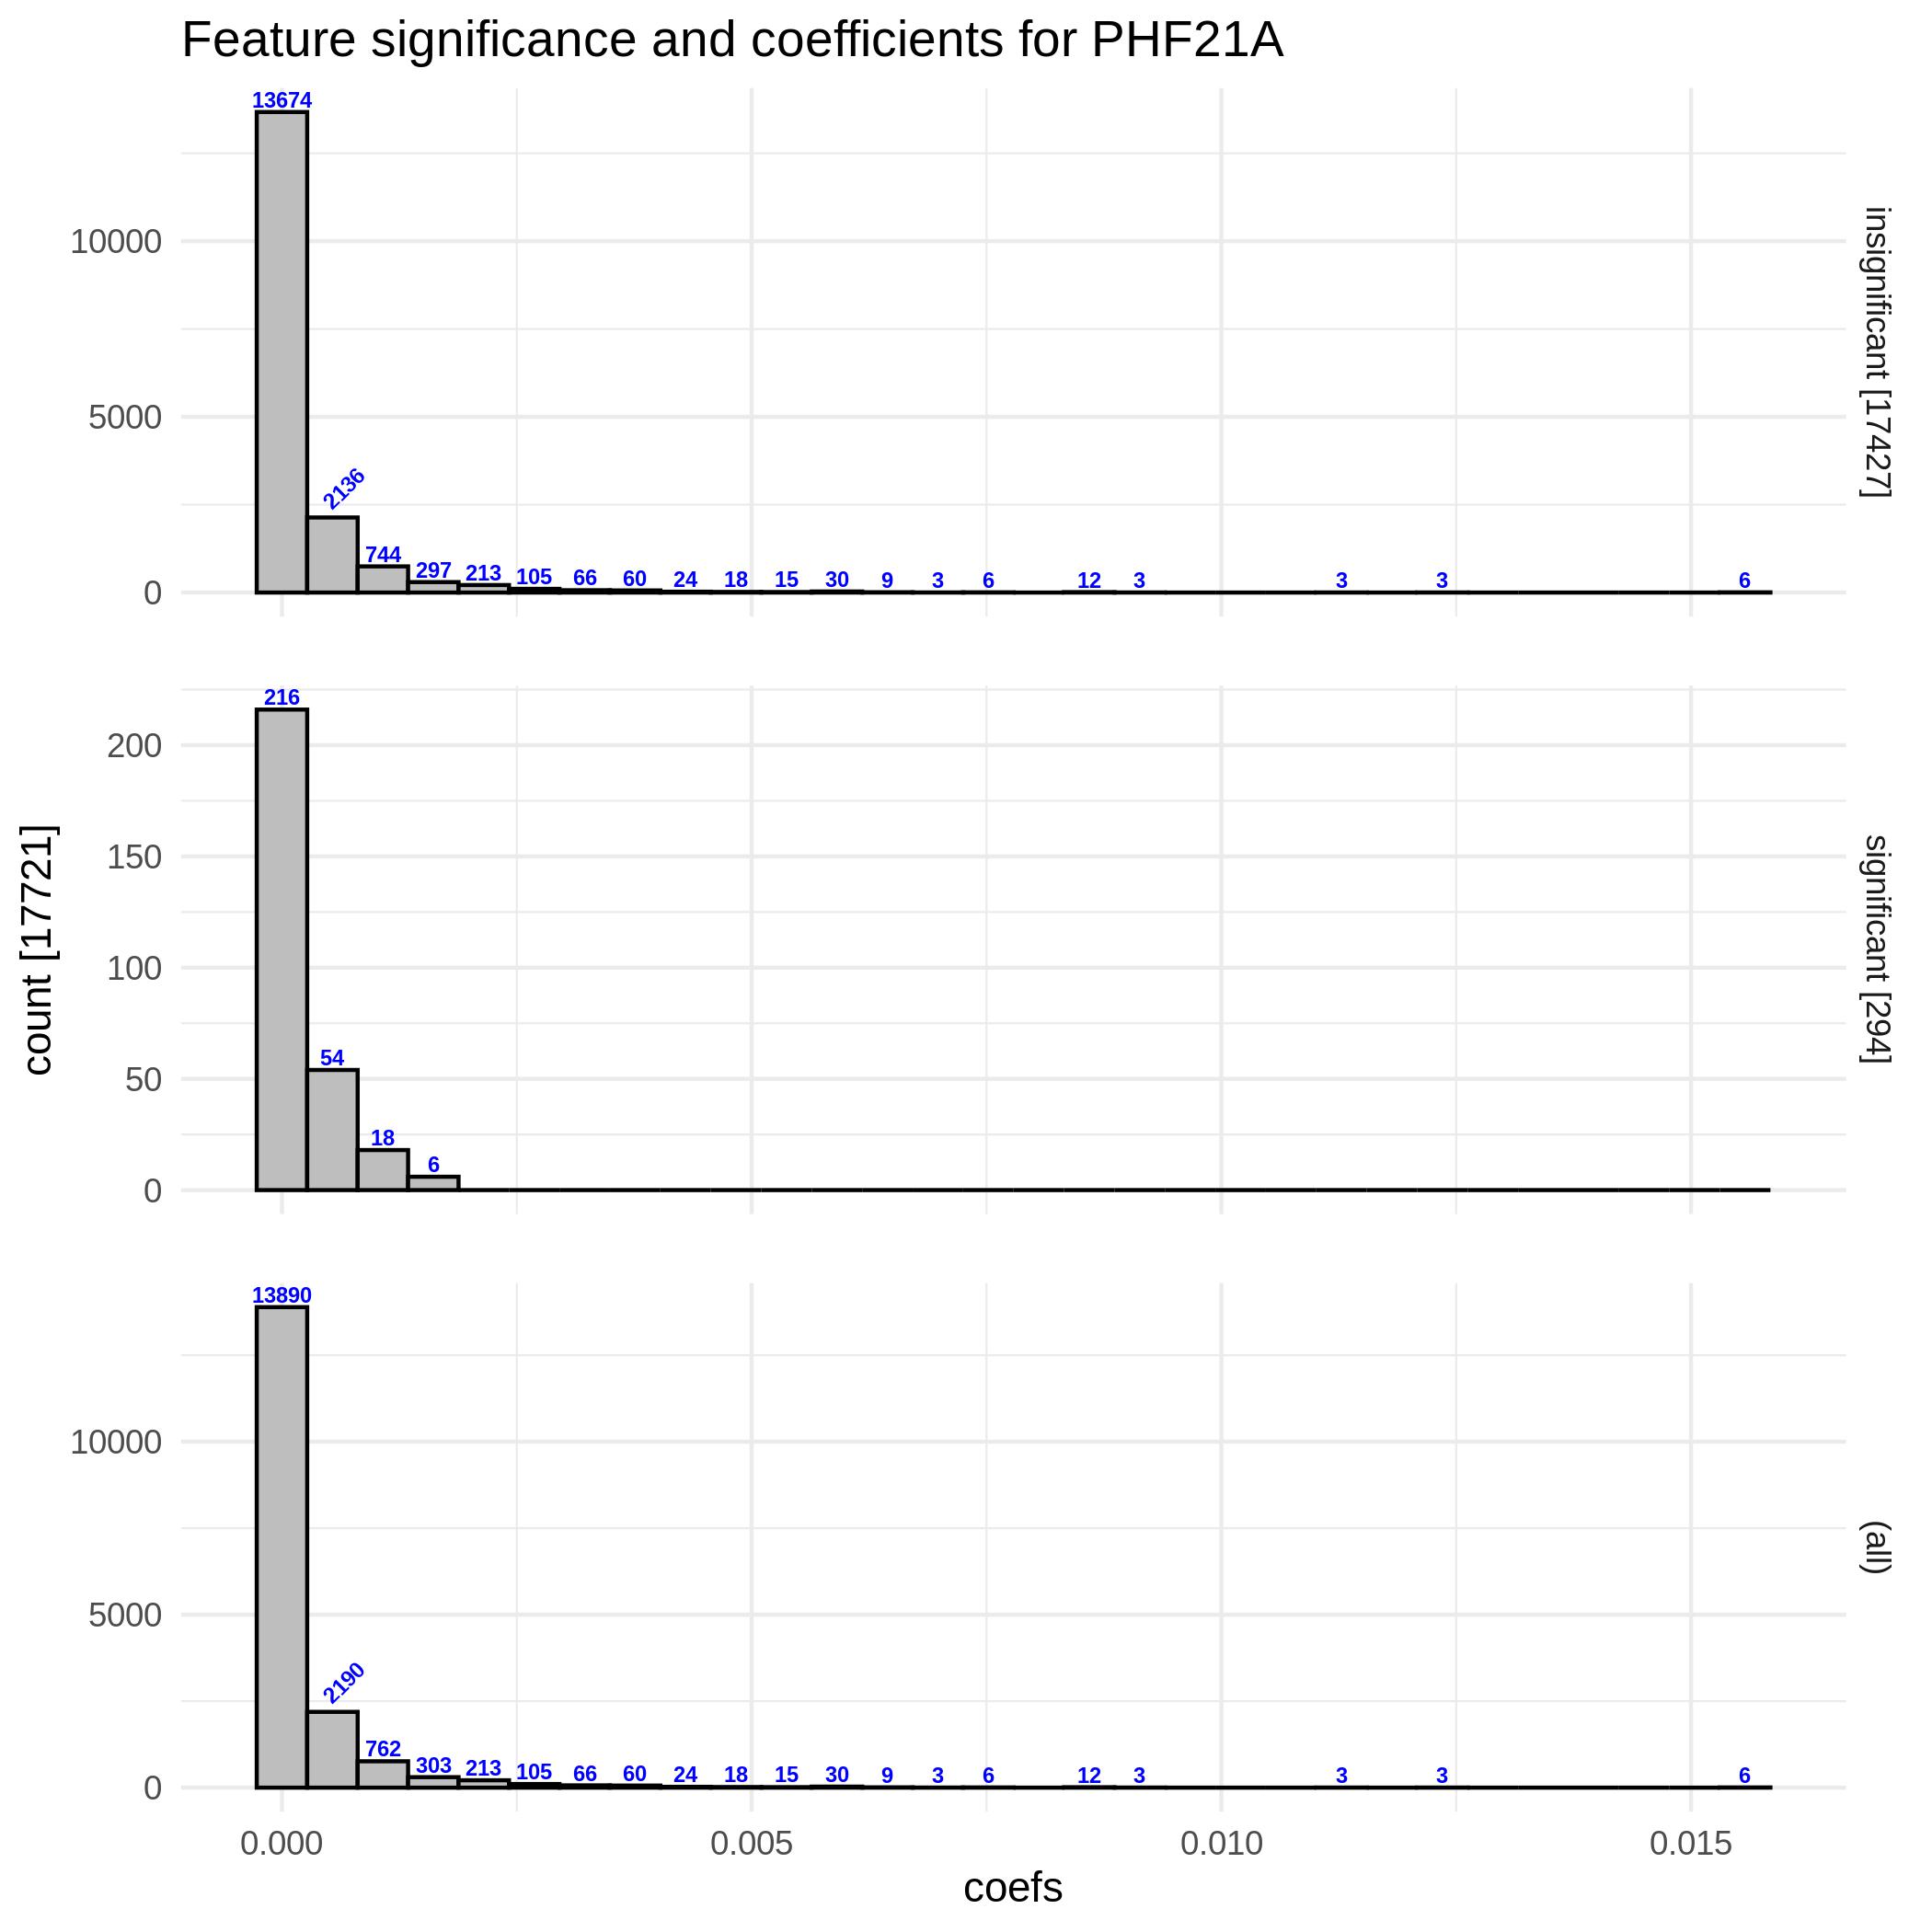 Feature significance and coefficients for PHF21A
13674
2136
744 297 213 105 66 60 24 18 15 30 9 3 6 12 3 3 3 6
10000
5000
0
insignificant [17427]
216
54
18
6
200
150
100
50
0
significant [294]
count [17721]
13890
2190
762 303 213 105 66 60 24 18 15 30 9 3 6 12 3 3 3 6
10000
5000
0
(all)
0.000 0.005 0.010 0.015
coefs